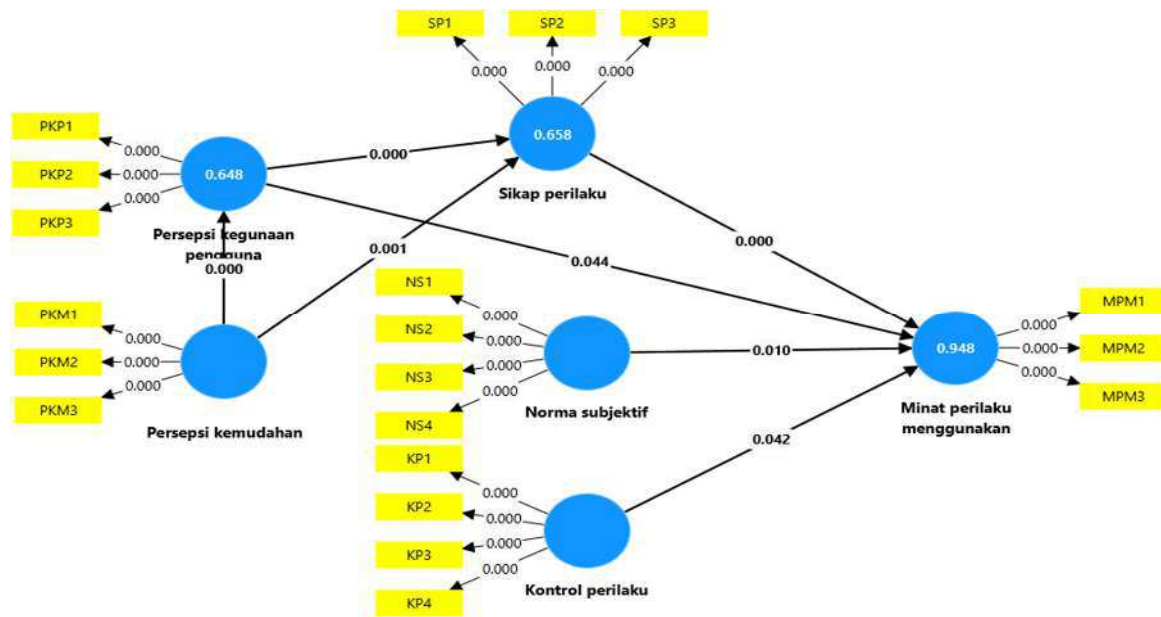 SP1
SP2
SP3
0.000
0.000
0.000
0.658
Sikap perilaku
PKP1
PKP2
PKP3
0.000
0.000
0.000
0.648
Persepsi kegunaan
pengguna
0.000
0.000
0.001
0.044
0.000
PKM1
PKM2
PKM3
0.000
0.000
0.000
Persepsi kemudahan
NS1
NS2
NS3
NS4
0.000
0.000
0.000
0.000
Norma subjektif
0.010
KP1
KP2
KP3
KP4
0.000
0.000
0.000
0.000
Kontrol perilaku
0.042
0.948
Minat perilaku
menggunakan
0.000
0.000
0.000
MPM1
MPM2
MPM3